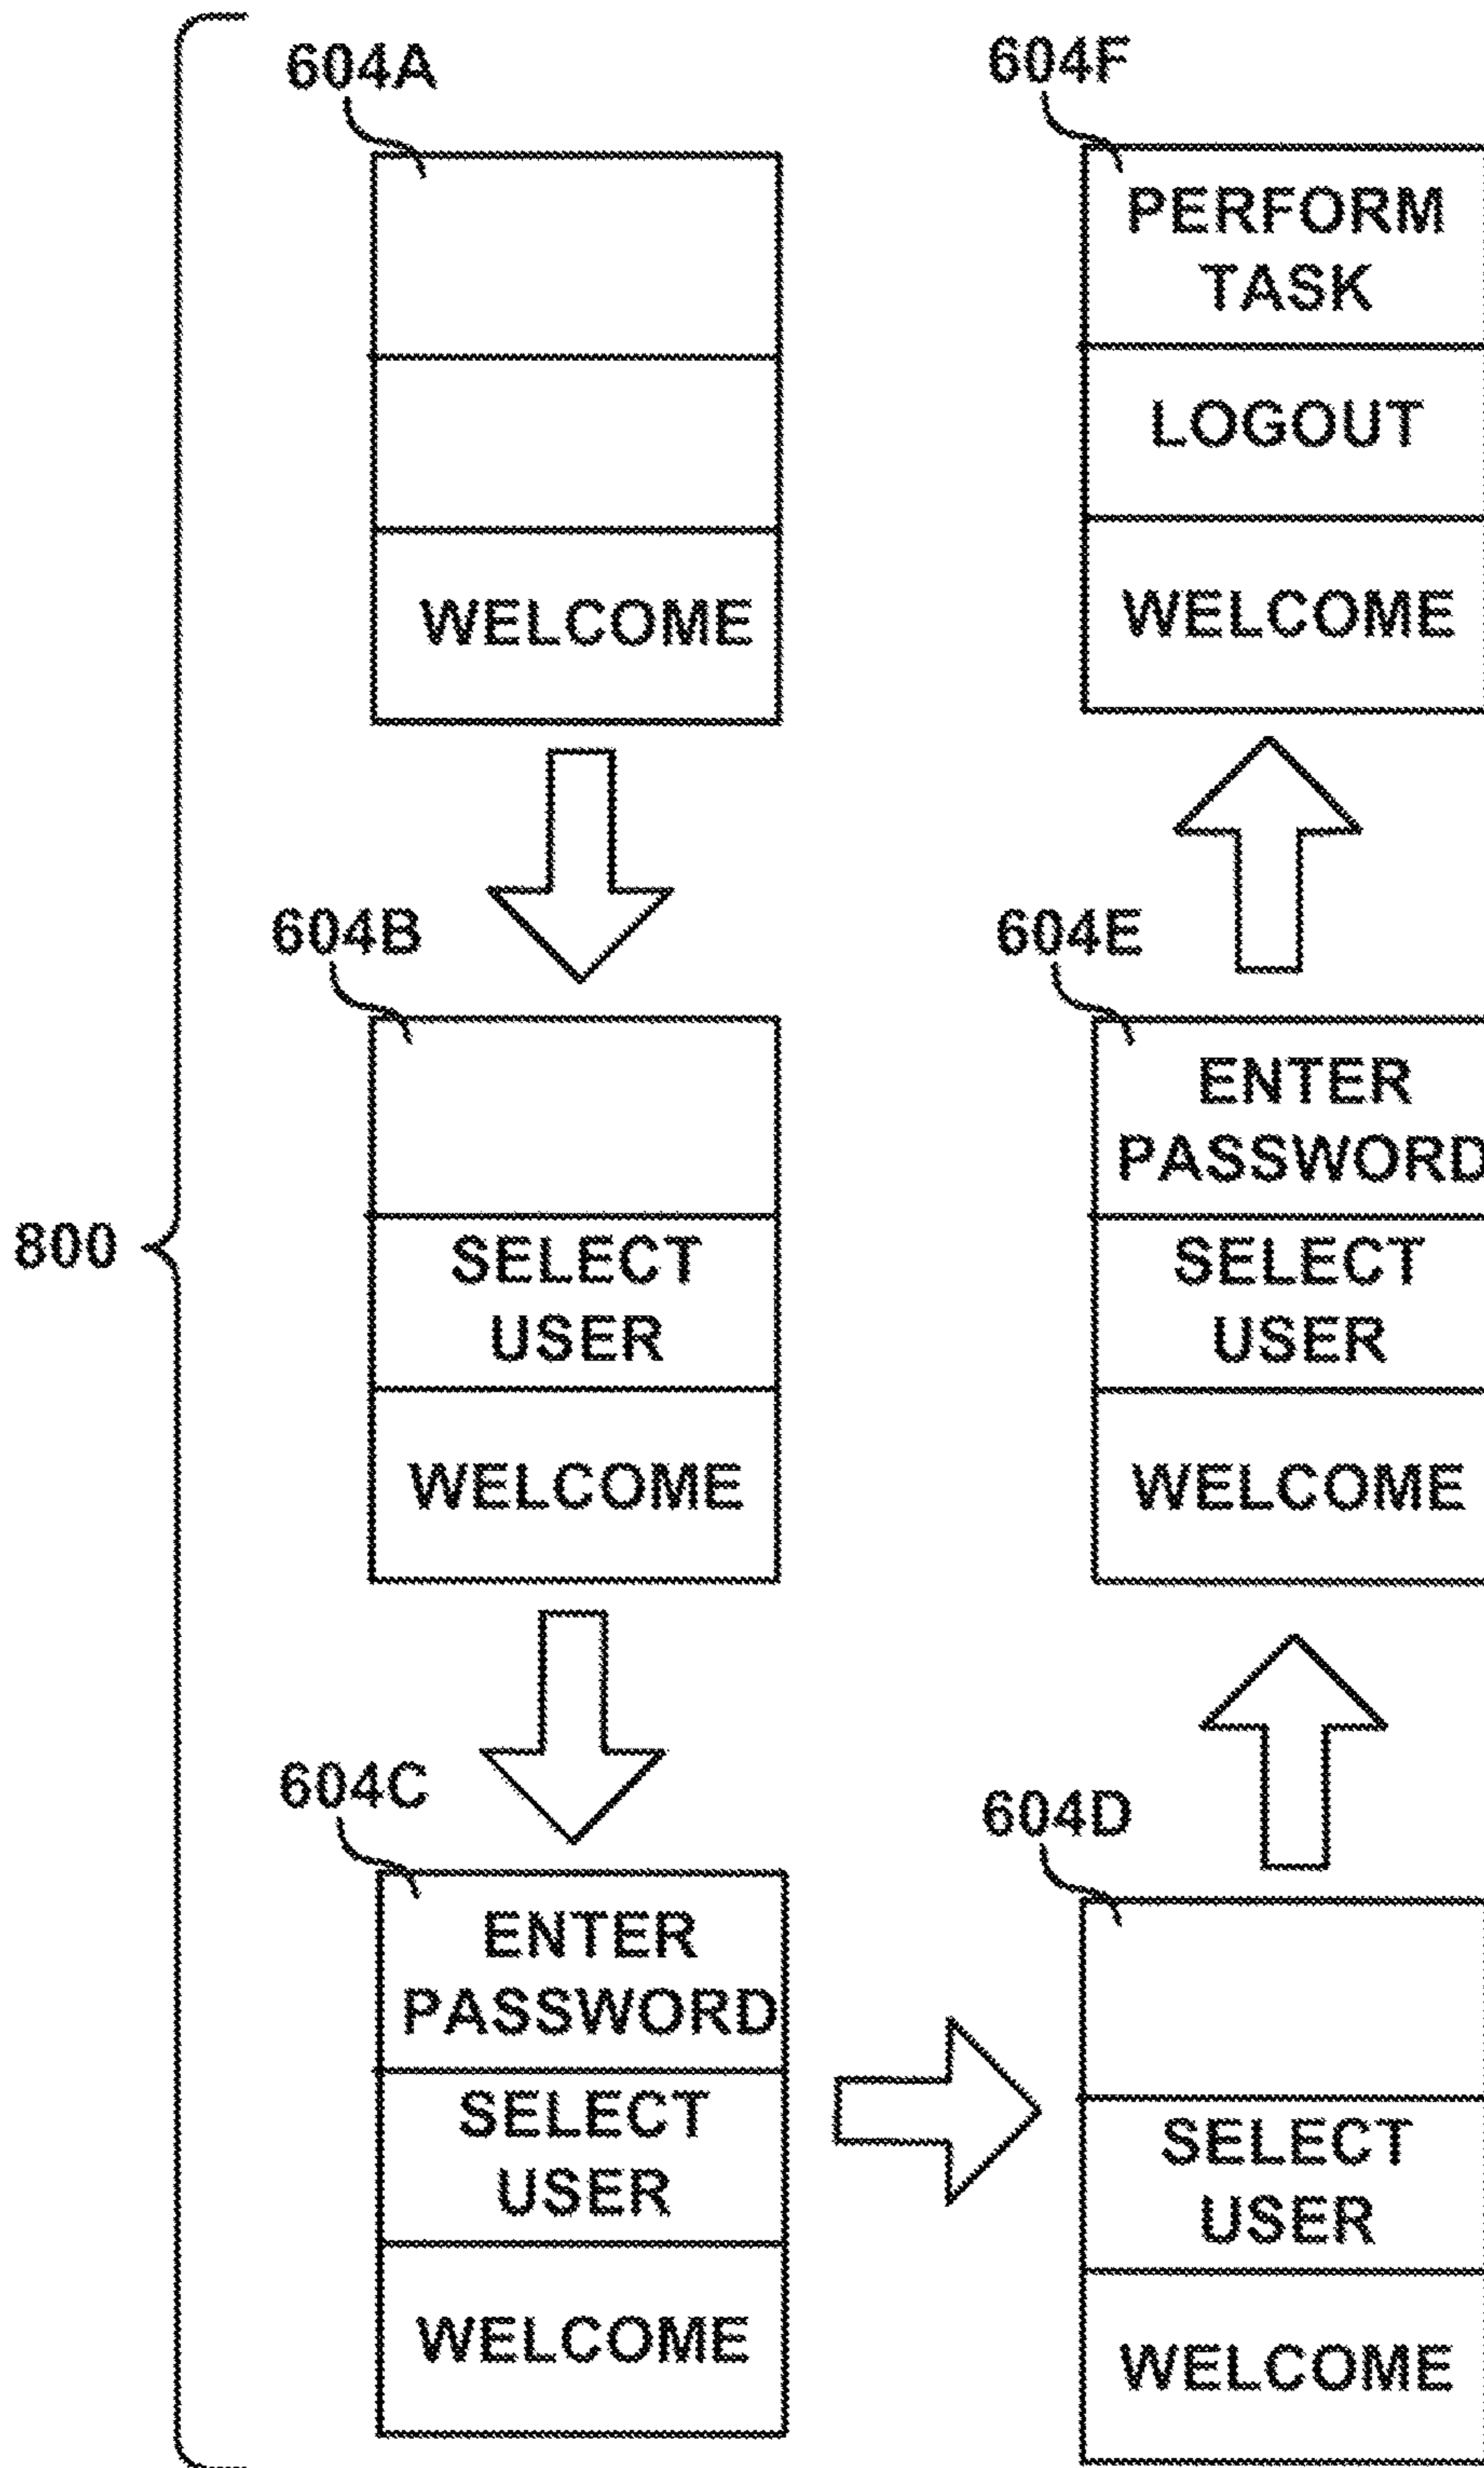 800
604A
WELCOME
604B
SELECT
USER
WELCOME
604C
ENTER
PASSWORD
SELECT
USER
WELCOME
604D
SELECT
USER
WELCOME
604E
ENTER
PASSWORD
SELECT
USER
WELCOME
604F
PERFORM
TASK
LOGOUT
WELCOME